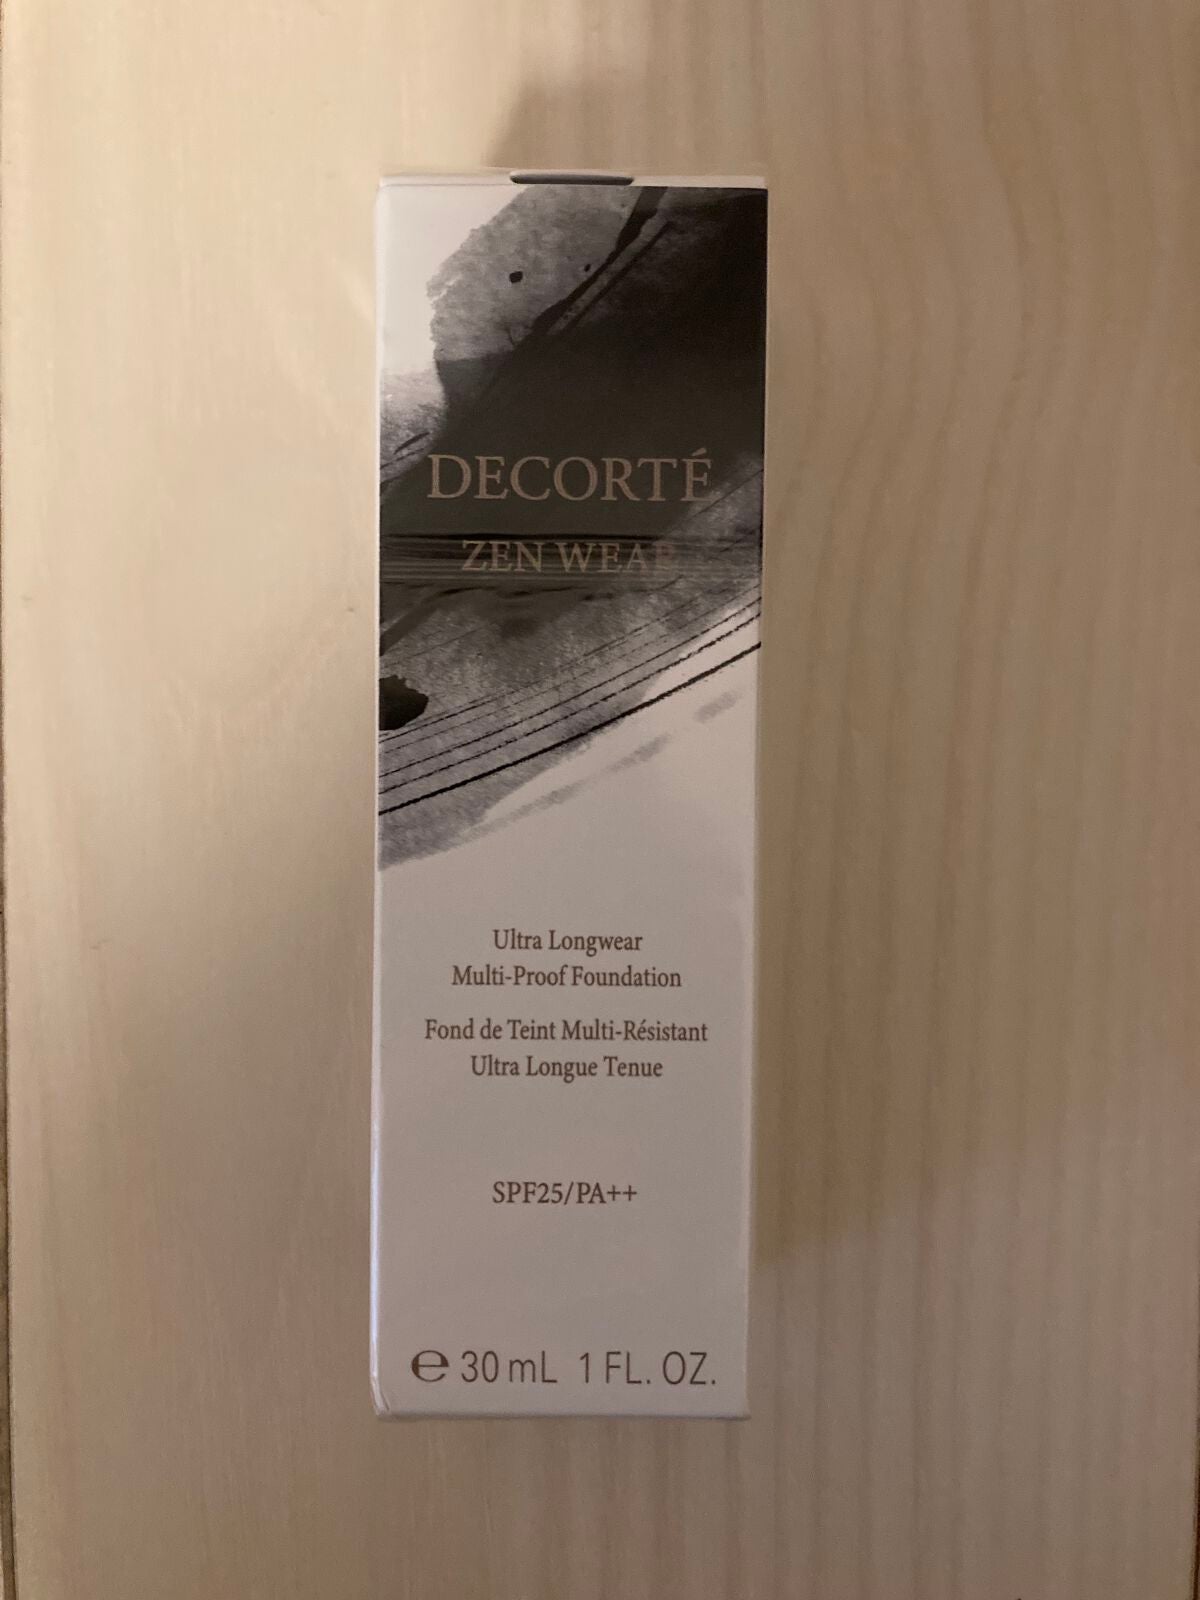 DECORTÉ
ZEN WEAR
Ultra Longwear
Multi-Proof Foundation
Fond de Teint Multi-Résistant
Ultra Longue Tenue
SPF25/PA++
℮ 30 mL 1 FL. OZ.